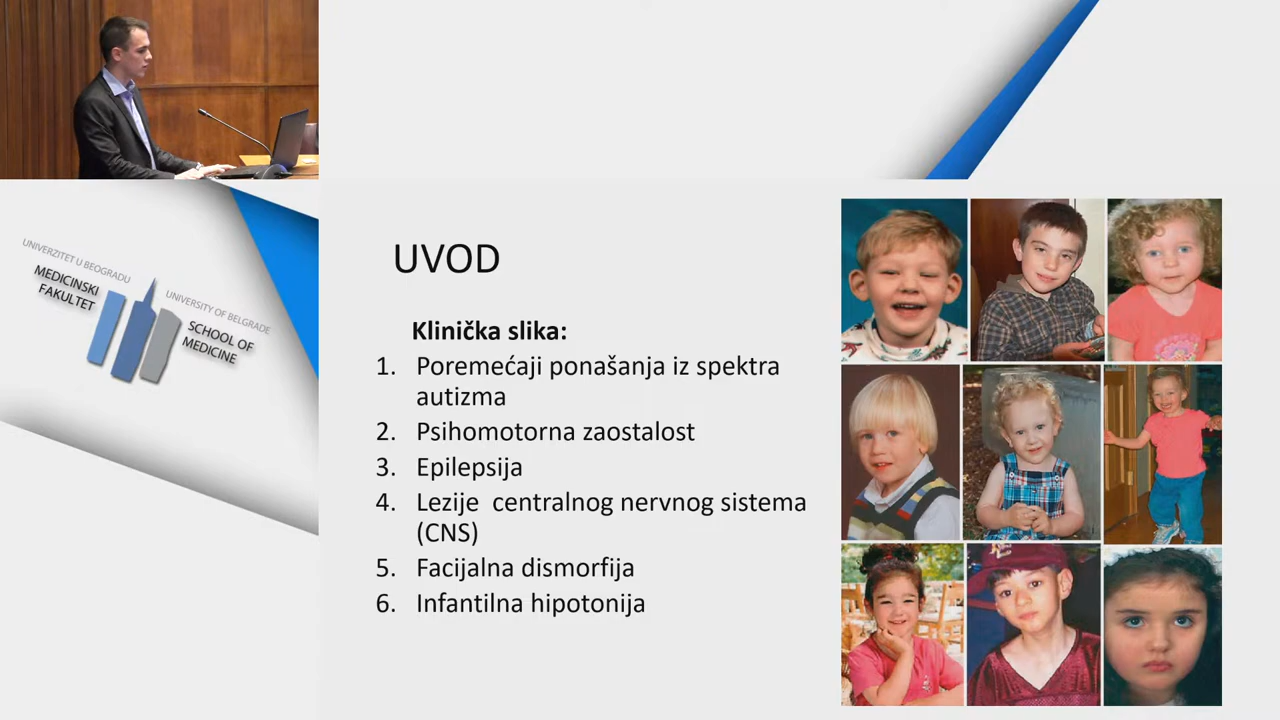 UNIVERZITET U BEOGRADU
MEDICINSKI
FAKULTET
UNIVERSITY OF BELGRADE
SCHOOL OF
MEDICINE
UVOD
Klinička slika:
1. Poremećaji ponašanja iz spektra
autizma
2. Psihomotorna zaostalost
3. Epilepsija
4. Lezije centralnog nervnog sistema
(CNS)
5. Facijalna dismorfija
6. Infantilna hipotonija